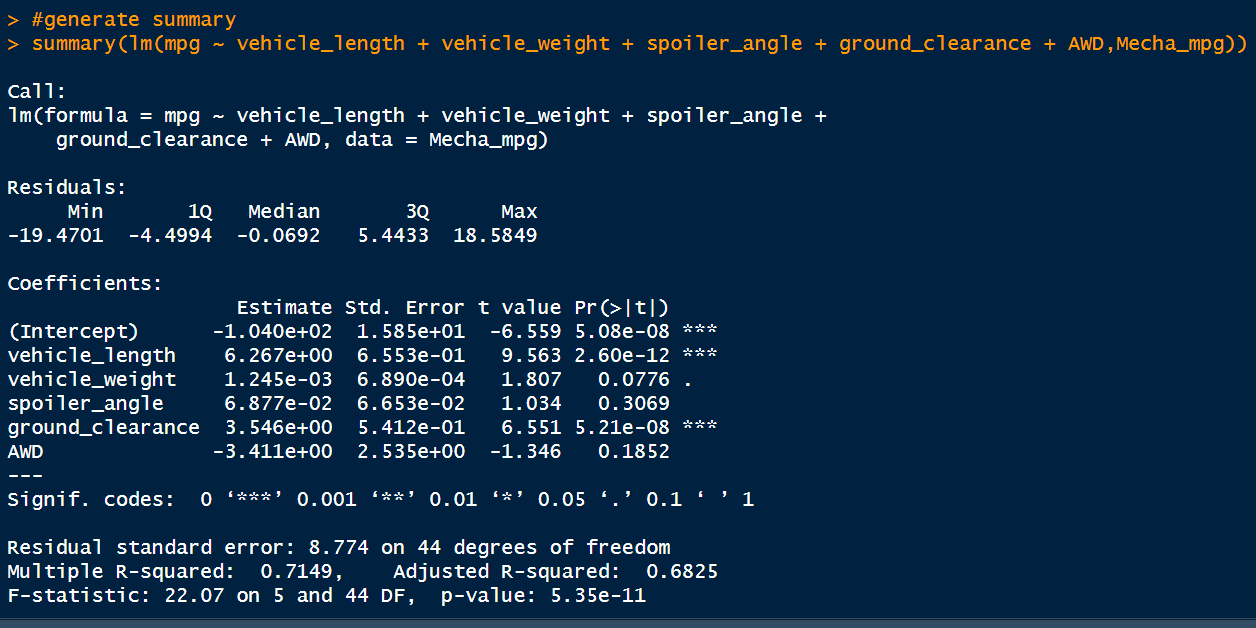 > #generate summary
> summary(lm(mpg ~ vehicle_length + vehicle_weight + spoiler_angle + ground_clearance + AWD,Mecha_mpg))
Call:
lm(formula = mpg ~ vehicle_length + vehicle_weight + spoiler_angle +
    ground_clearance + AWD, data = Mecha_mpg)
Residuals:
     Min       1Q   Median       3Q      Max
-19.4701  -4.4994  -0.0692   5.4433  18.5849
Coefficients:
                   Estimate Std. Error t value Pr(>|t|)
(Intercept)      -1.040e+02  1.585e+01  -6.559 5.08e-08 ***
vehicle_length    6.267e+00  6.553e-01   9.563 2.60e-12 ***
vehicle_weight    1.245e-03  6.890e-04   1.807   0.0776 .
spoiler_angle     6.877e-02  6.653e-02   1.034   0.3069
ground_clearance  3.546e+00  5.412e-01   6.551 5.21e-08 ***
AWD              -3.411e+00  2.535e+00  -1.346   0.1852
---
Signif. codes:  0 ‘***’ 0.001 ‘**’ 0.01 ‘*’ 0.05 ‘.’ 0.1 ‘ ’ 1
Residual standard error: 8.774 on 44 degrees of freedom
Multiple R-squared:  0.7149,	Adjusted R-squared:  0.6825
F-statistic: 22.07 on 5 and 44 DF,  p-value: 5.35e-11